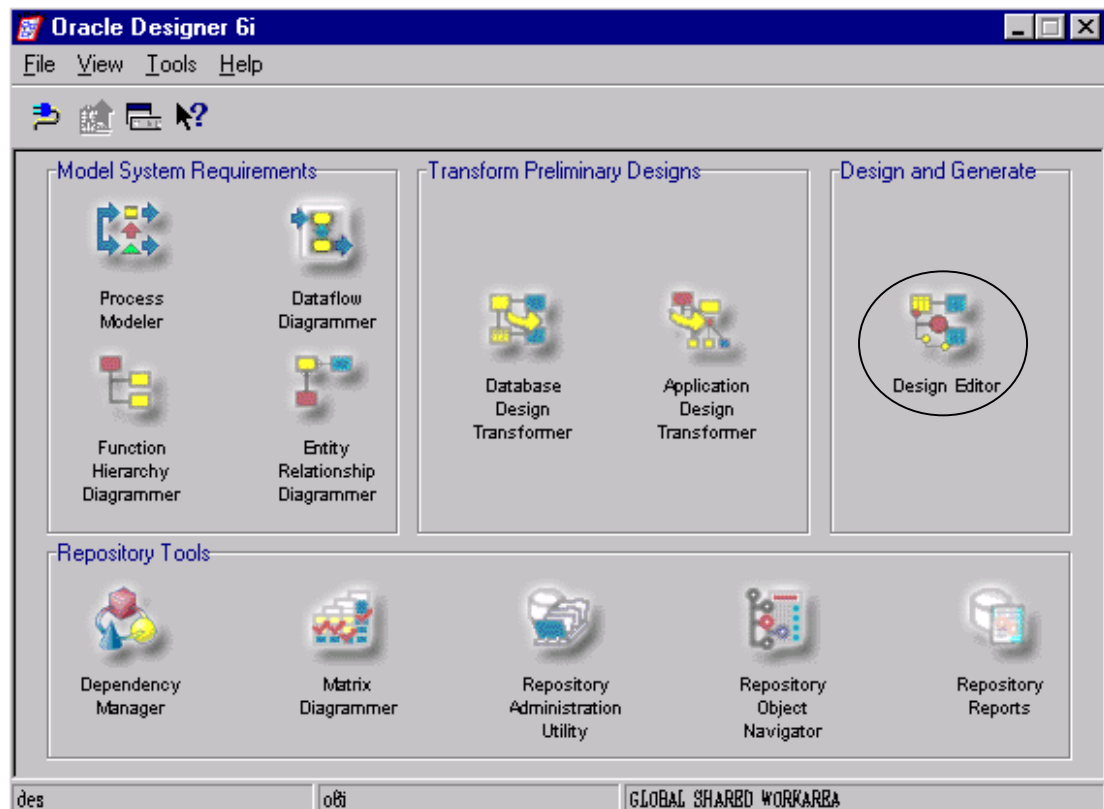 Oracle Designer 6i
File View Tools Help
Model System Requirements
Process
Modeler
Dataflow
Diagrammer
Function
Hierarchy
Diagrammer
Entity
Relationship
Diagrammer
Transform Preliminary Designs
Database
Design
Transformer
Application
Design
Transformer
Design and Generate
Design Editor
Repository Tools
Dependency
Manager
Matrix
Diagrammer
Repository
Administration
Utility
Repository
Object
Navigator
Repository
Reports
des
GLOBAL SHARED WORKAREA